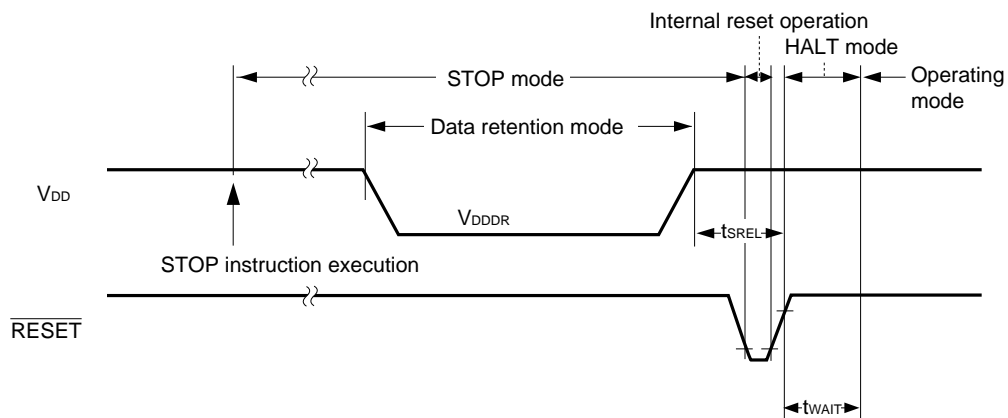 Internal reset operation
HALT mode
STOP mode
Operating
mode
Data retention mode
VDD
VDDDR
tSREL
STOP instruction execution
RESET
tWAIT